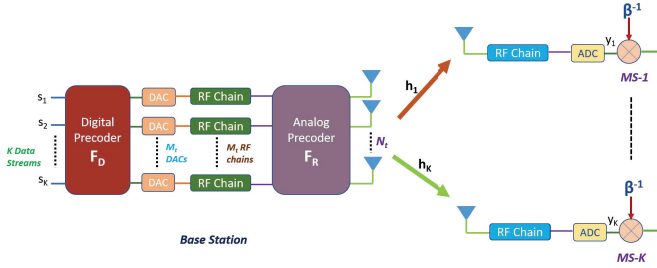 s1
s2
sK
K Data
Streams
Digital
Precoder
FD
DAC
DAC
DAC
Mt
DACs
RF Chain
RF Chain
RF Chain
Mt RF
chains
Analog
Precoder
FR
Nt
Base Station
h1
hK
RF Chain
ADC
y1
β-1
MS-1
RF Chain
ADC
yK
β-1
MS-K